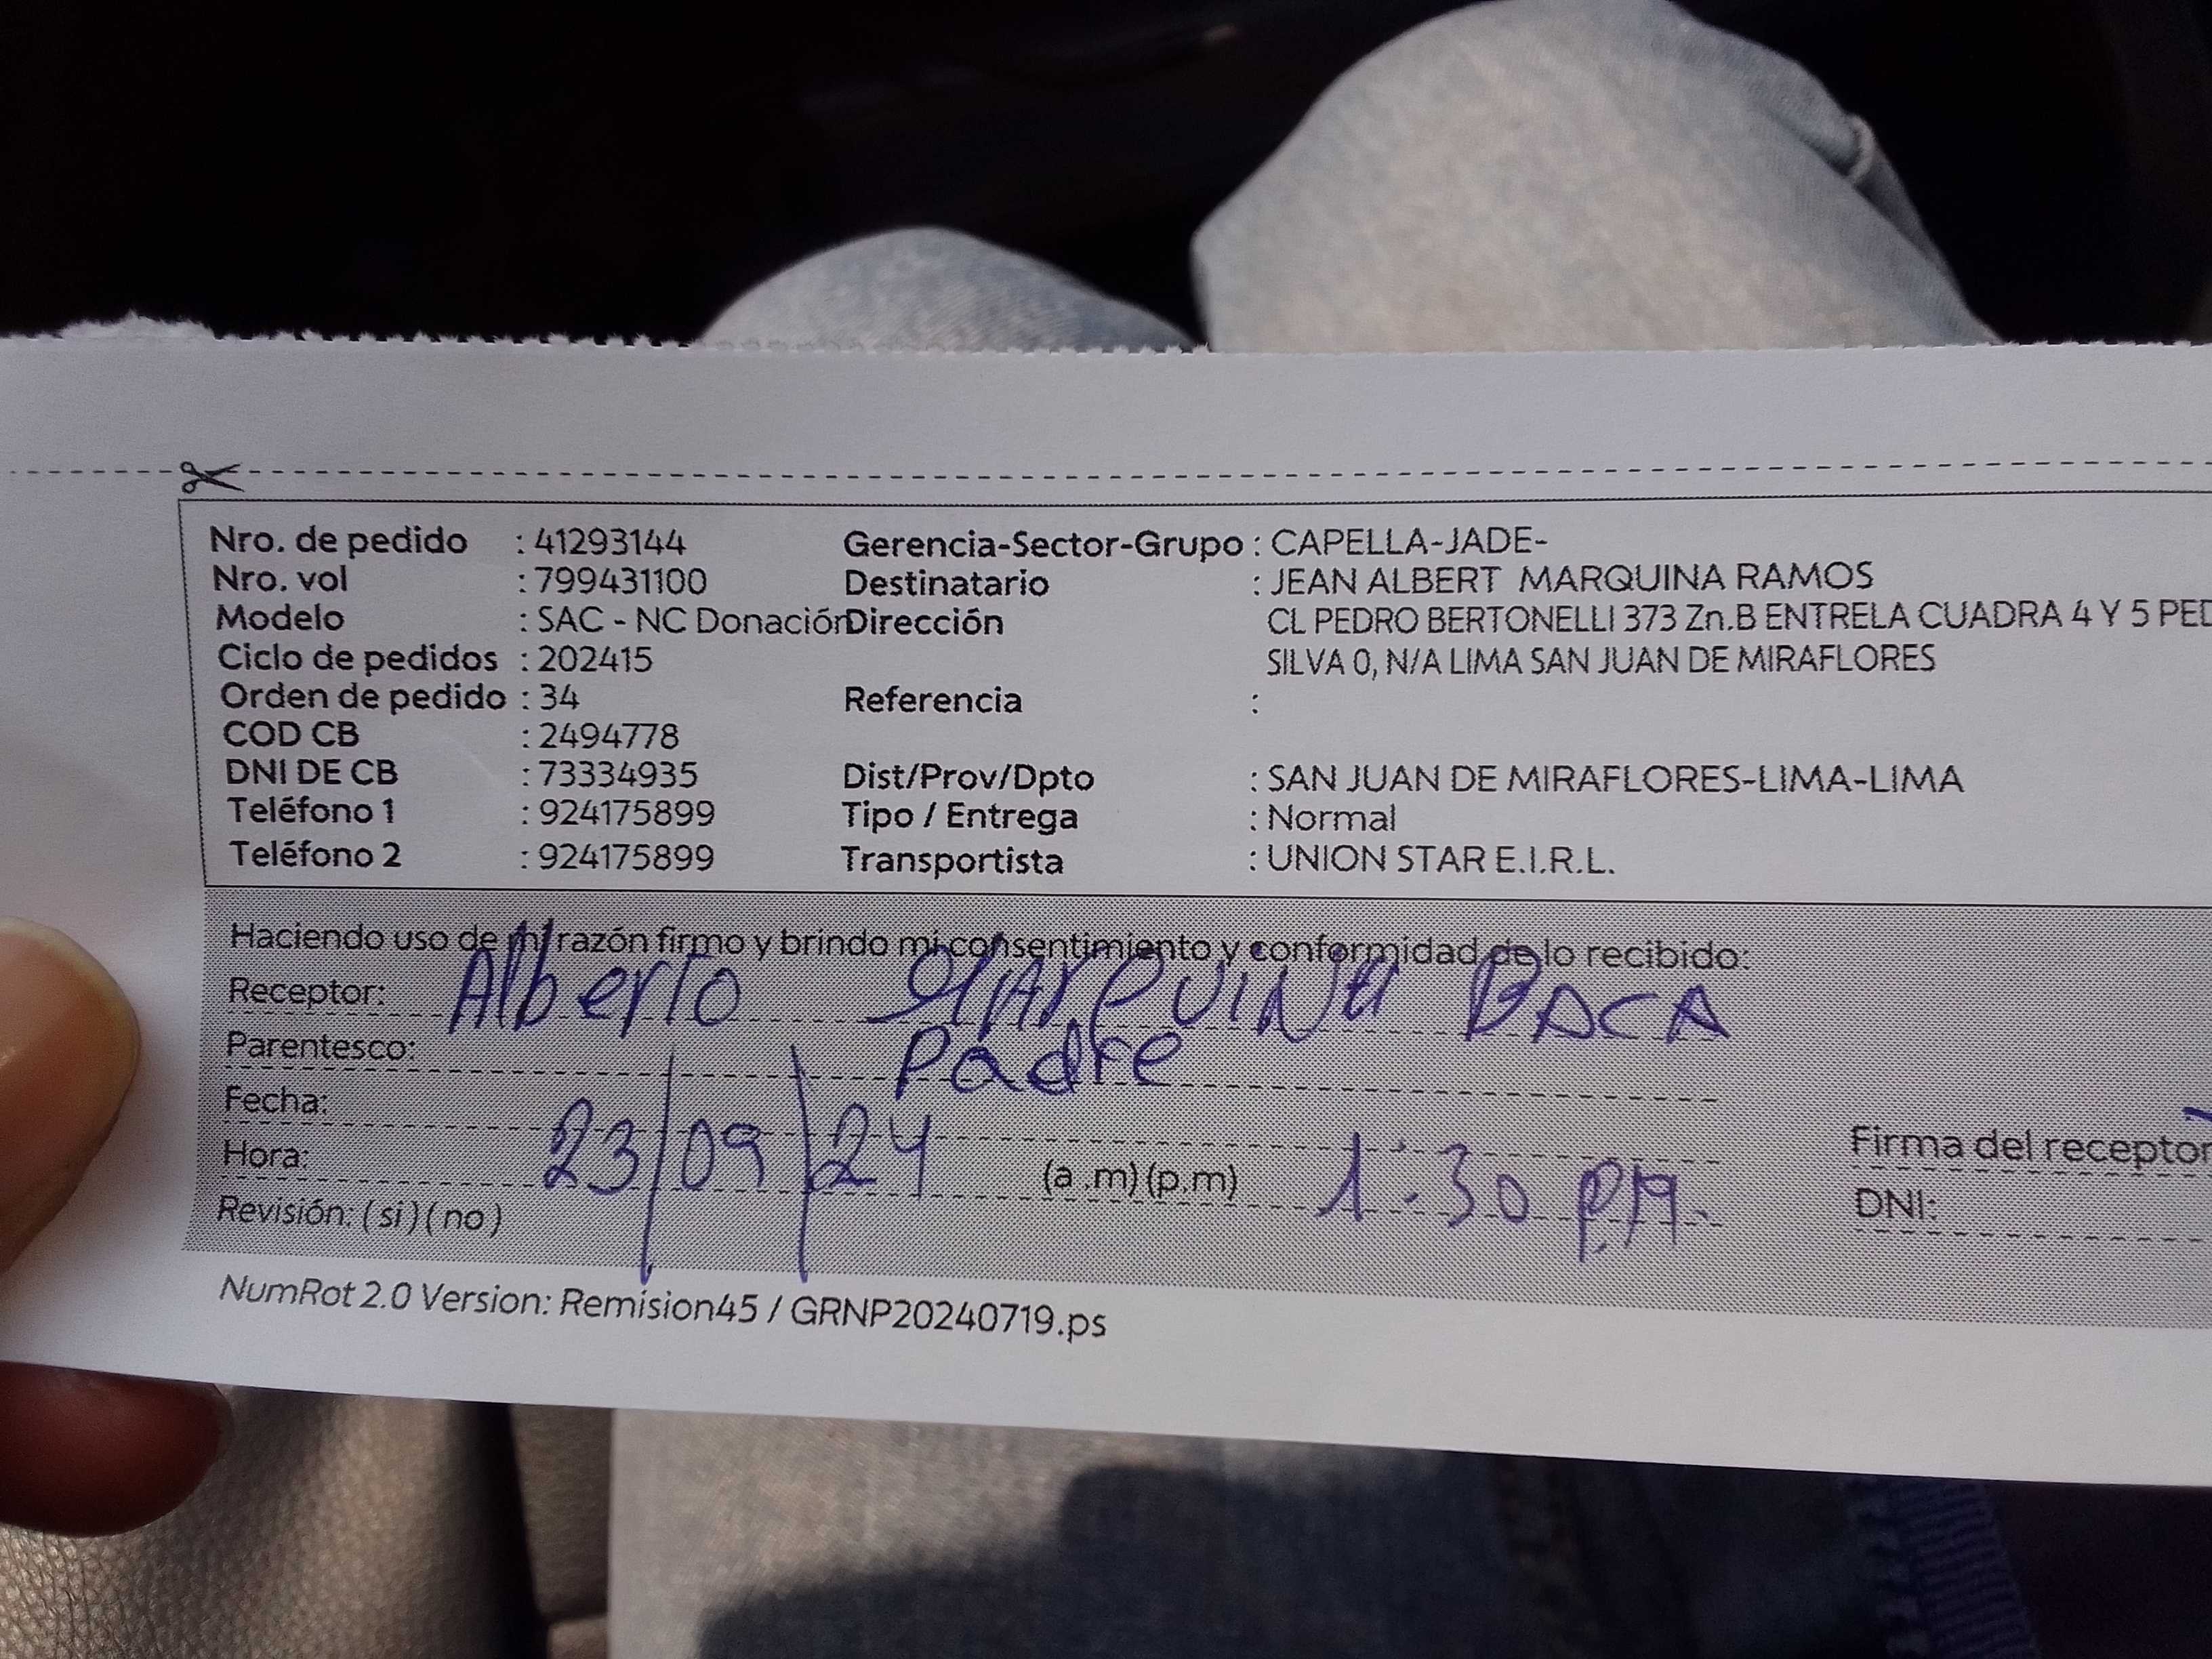 Nro. de pedido : 41293144 Gerencia-Sector-Grupo : CAPELLA-JADE-
Nro. vol : 799431100 Destinatario : JEAN ALBERT MARQUINA RAMOS
Modelo : SAC - NC Donación Dirección CL PEDRO BERTONELLI 373 Zn.B ENTRELA CUADRA 4 Y 5 PED
Ciclo de pedidos : 202415 SILVA 0, N/A LIMA SAN JUAN DE MIRAFLORES
Orden de pedido : 34 Referencia :
COD CB : 2494778
DNI DE CB : 73334935 Dist/Prov/Dpto : SAN JUAN DE MIRAFLORES-LIMA-LIMA
Teléfono 1 : 924175899 Tipo / Entrega : Normal
Teléfono 2 : 924175899 Transportista : UNION STAR E.I.R.L.
Haciendo uso de mi razón firmo y brindo mi consentimiento y conformidad de lo recibido:
Receptor: Alberto MARQUINA BACA
Parentesco: Padre
Fecha: 23/09/24
Hora: (a .m) (p.m) 1:30 P.M. Firma del receptor
Revisión: ( si ) ( no ) DNI:
NumRot 2.0 Version: Remision45 / GRNP20240719.ps